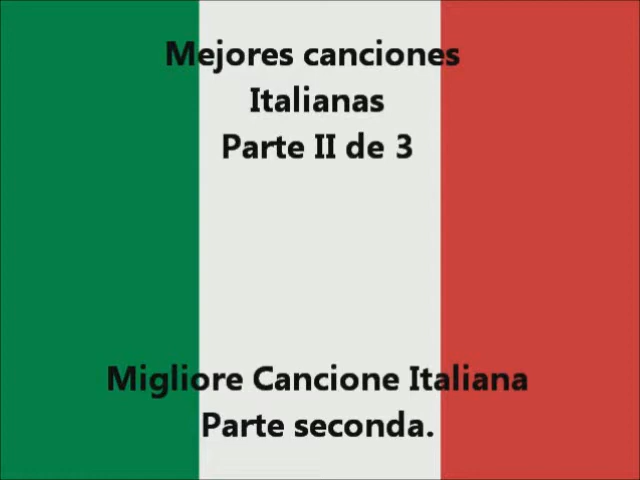 Mejores canciones
Italianas
Parte II de 3
Migliore Cancione Italiana
Parte seconda.